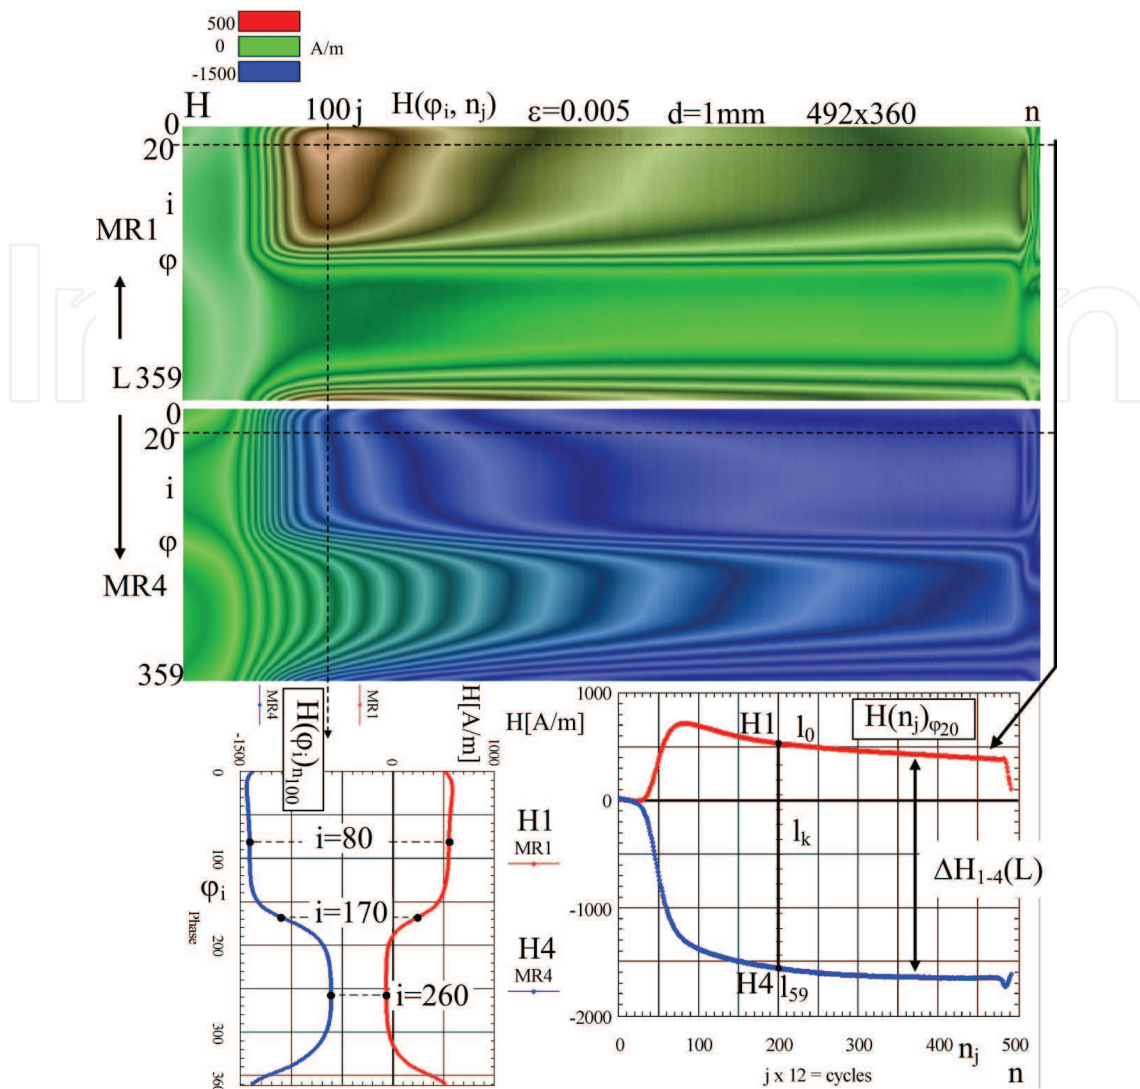 500
0 A/m
-1500
H 100 j H(φi, nj) ε=0.005 d=1mm 492x360 n
0
20
i
MR1
φ
L 359
0
20
i
φ
MR4
359
MR4 MR1
H(φi)n100
H[A/m]
-1500 0 1000
0
100
200
300
360
φi
Phase
i=80
i=170
i=260
H1
MR1
H4
MR4
H[A/m]
1000
0
-1000
-2000
H1 l0
H(nj)φ20
lk
ΔH1-4(L)
H4 l59
0 100 200 300 400 nj 500
j x 12 = cycles n